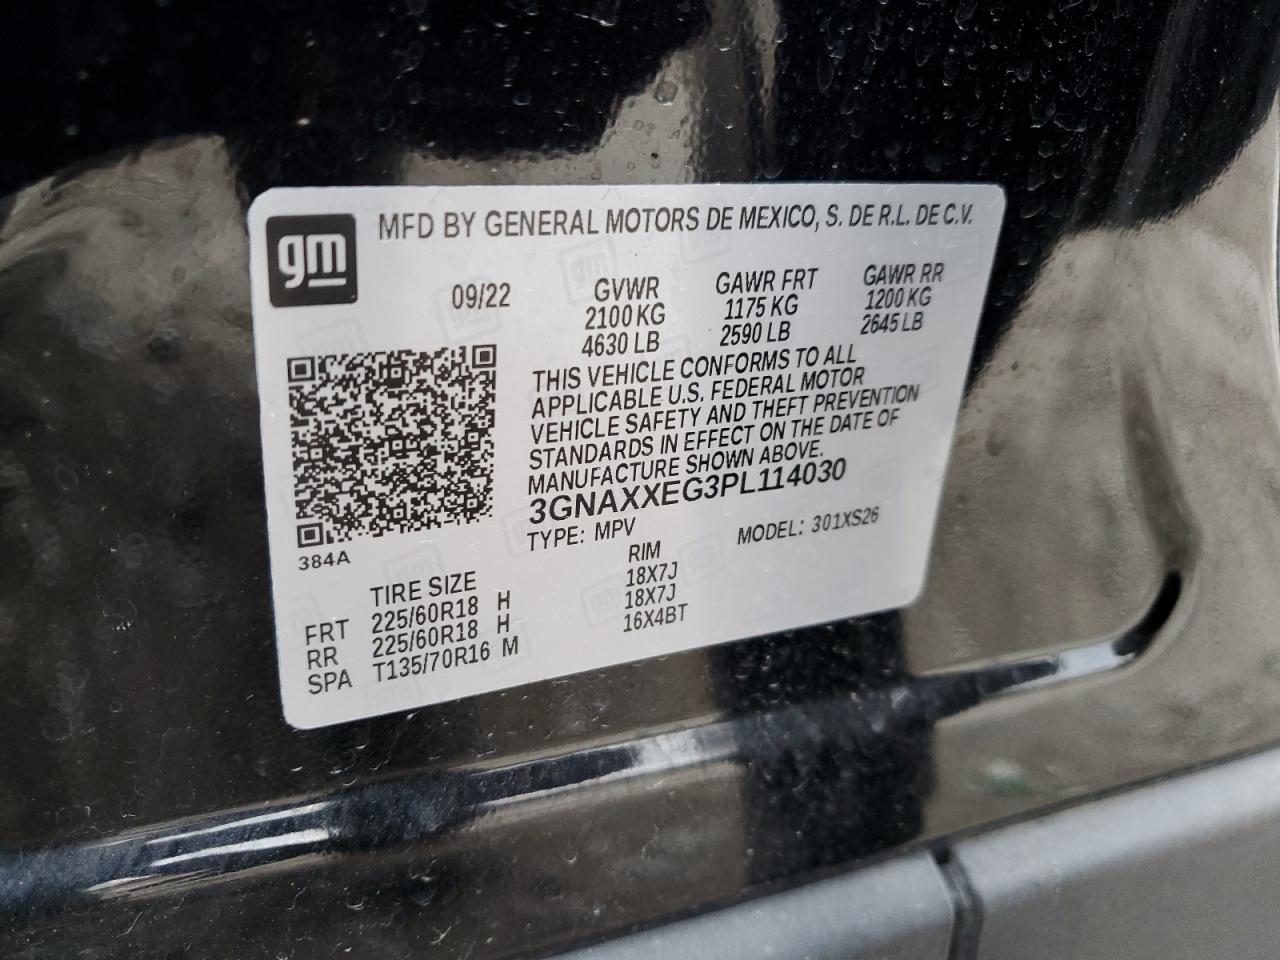 gm
MFD BY GENERAL MOTORS DE MEXICO, S. DE R.L. DE C.V.
09/22
GVWR GAWR FRT GAWR RR
2100 KG 1175 KG 1200 KG
4630 LB 2590 LB 2645 LB
THIS VEHICLE CONFORMS TO ALL
APPLICABLE U.S. FEDERAL MOTOR
VEHICLE SAFETY AND THEFT PREVENTION
STANDARDS IN EFFECT ON THE DATE OF
MANUFACTURE SHOWN ABOVE.
3GNAXXEG3PL114030
TYPE: MPV MODEL: 301XS26
384A
TIRE SIZE RIM
FRT 225/60R18 H 18X7J
RR 225/60R18 H 18X7J
SPA T135/70R16 M 16X4BT